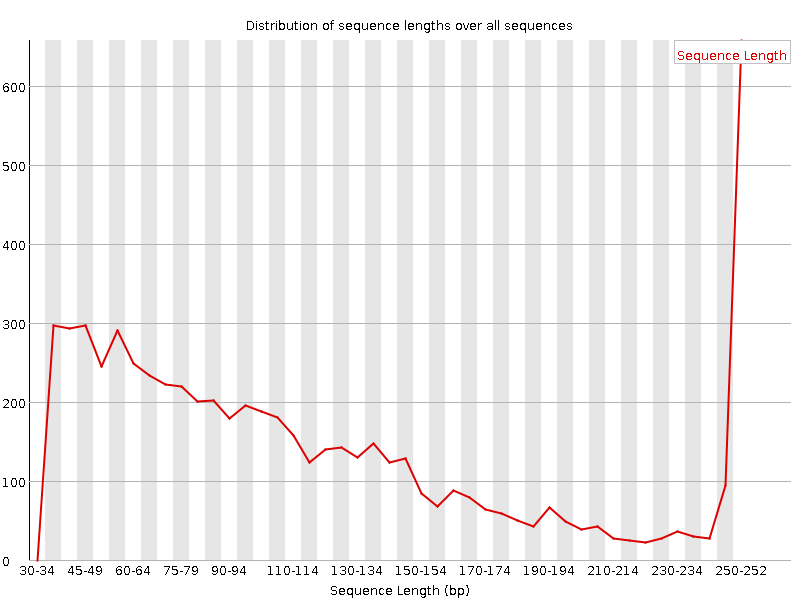 Distribution of sequence lengths over all sequences
Sequence Length
600
500
400
300
200
100
0
30-34 45-49 60-64 75-79 90-94 110-114 130-134 150-154 170-174 190-194 210-214 230-234 250-252
Sequence Length (bp)